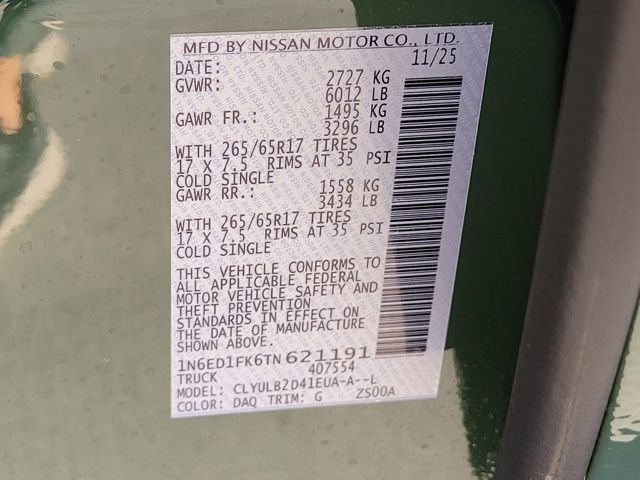 MFD BY NISSAN MOTOR CO., LTD.
DATE: 11/25
GVWR: 2727 KG
6012 LB
GAWR FR.: 1495 KG
3296 LB
WITH 265/65R17 TIRES
17 X 7.5 RIMS AT 35 PSI
COLD SINGLE
GAWR RR.: 1558 KG
3434 LB
WITH 265/65R17 TIRES
17 X 7.5 RIMS AT 35 PSI
COLD SINGLE
THIS VEHICLE CONFORMS TO
ALL APPLICABLE FEDERAL
MOTOR VEHICLE SAFETY AND
THEFT PREVENTION
STANDARDS IN EFFECT ON
THE DATE OF MANUFACTURE
SHOWN ABOVE.
1N6ED1FK6TN621191
TRUCK 407554
MODEL: CLYULB2D41EUA-A--L
COLOR: DAQ TRIM: G ZS00A